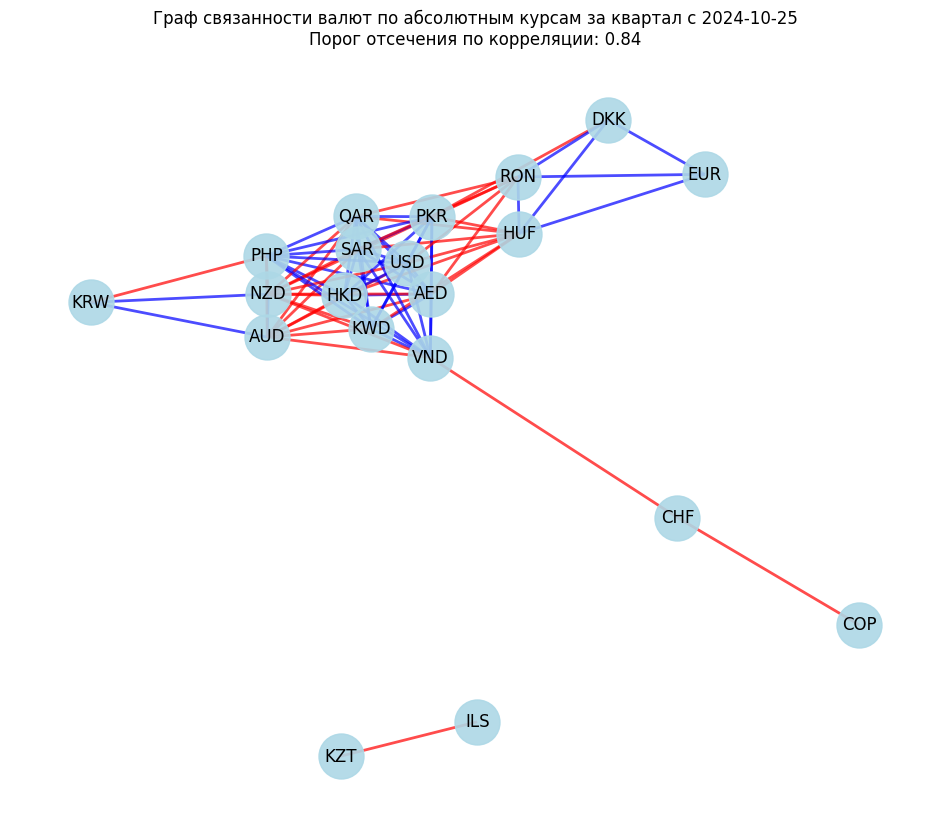 Граф связанности валют по абсолютным курсам за квартал с 2024-10-25
Порог отсечения по корреляции: 0.84
DKK
EUR
RON
QAR
PKR
HUF
SAR
PHP
USD
NZD
HKD
AED
KRW
KWD
AUD
VND
CHF
COP
ILS
KZT